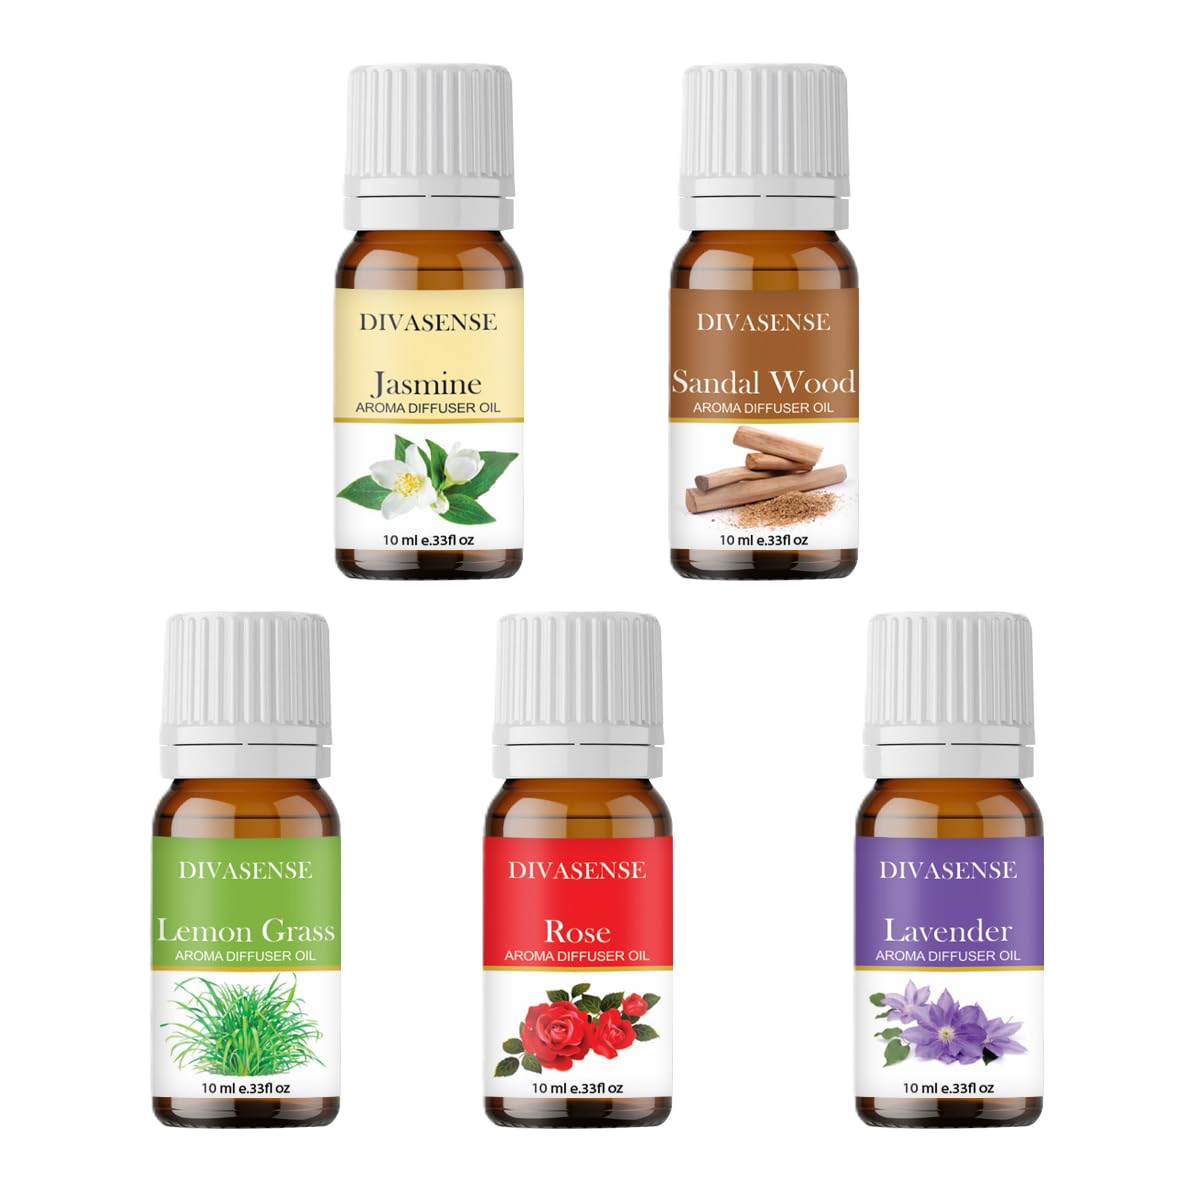 DIVASENSE
Jasmine
AROMA DIFFUSER OIL
10 ml e.33fl oz
DIVASENSE
Sandal Wood
AROMA DIFFUSER OIL
10 ml e.33fl oz
DIVASENSE
Lemon Grass
AROMA DIFFUSER OIL
10 ml e.33fl oz
DIVASENSE
Rose
AROMA DIFFUSER OIL
10 ml e.33fl oz
DIVASENSE
Lavender
AROMA DIFFUSER OIL
10 ml e.33fl oz